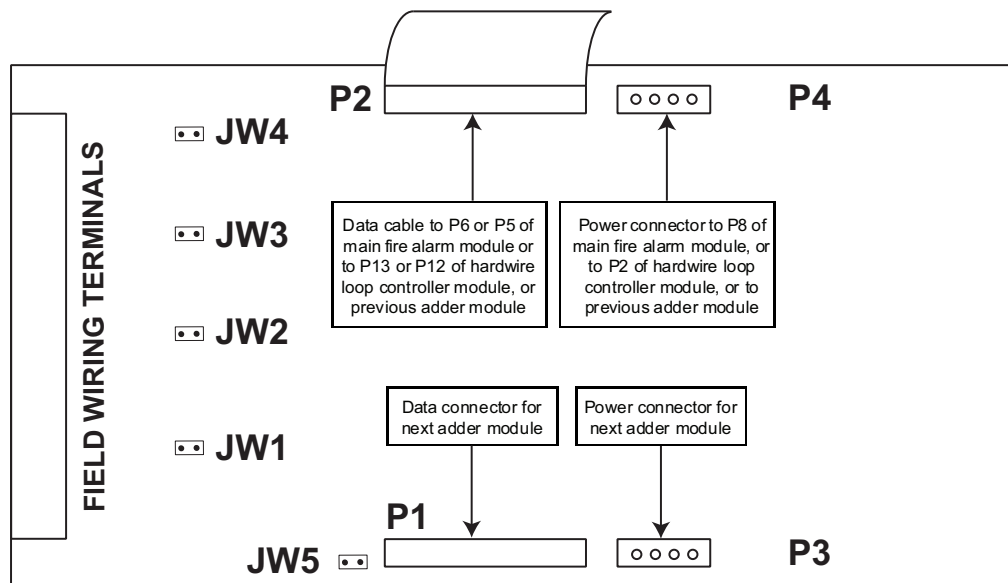 P2
P4
JW4
JW3
JW2
JW1
JW5
FIELD WIRING TERMINALS
Data cable to P6 or P5 of
main fire alarm module or
to P13 or P12 of hardwire
loop controller module, or
previous adder module
Power connector to P8 of
main fire alarm module, or
to P2 of hardwire loop
controller module, or to
previous adder module
Data connector for
next adder module
Power connector for
next adder module
P1
P3